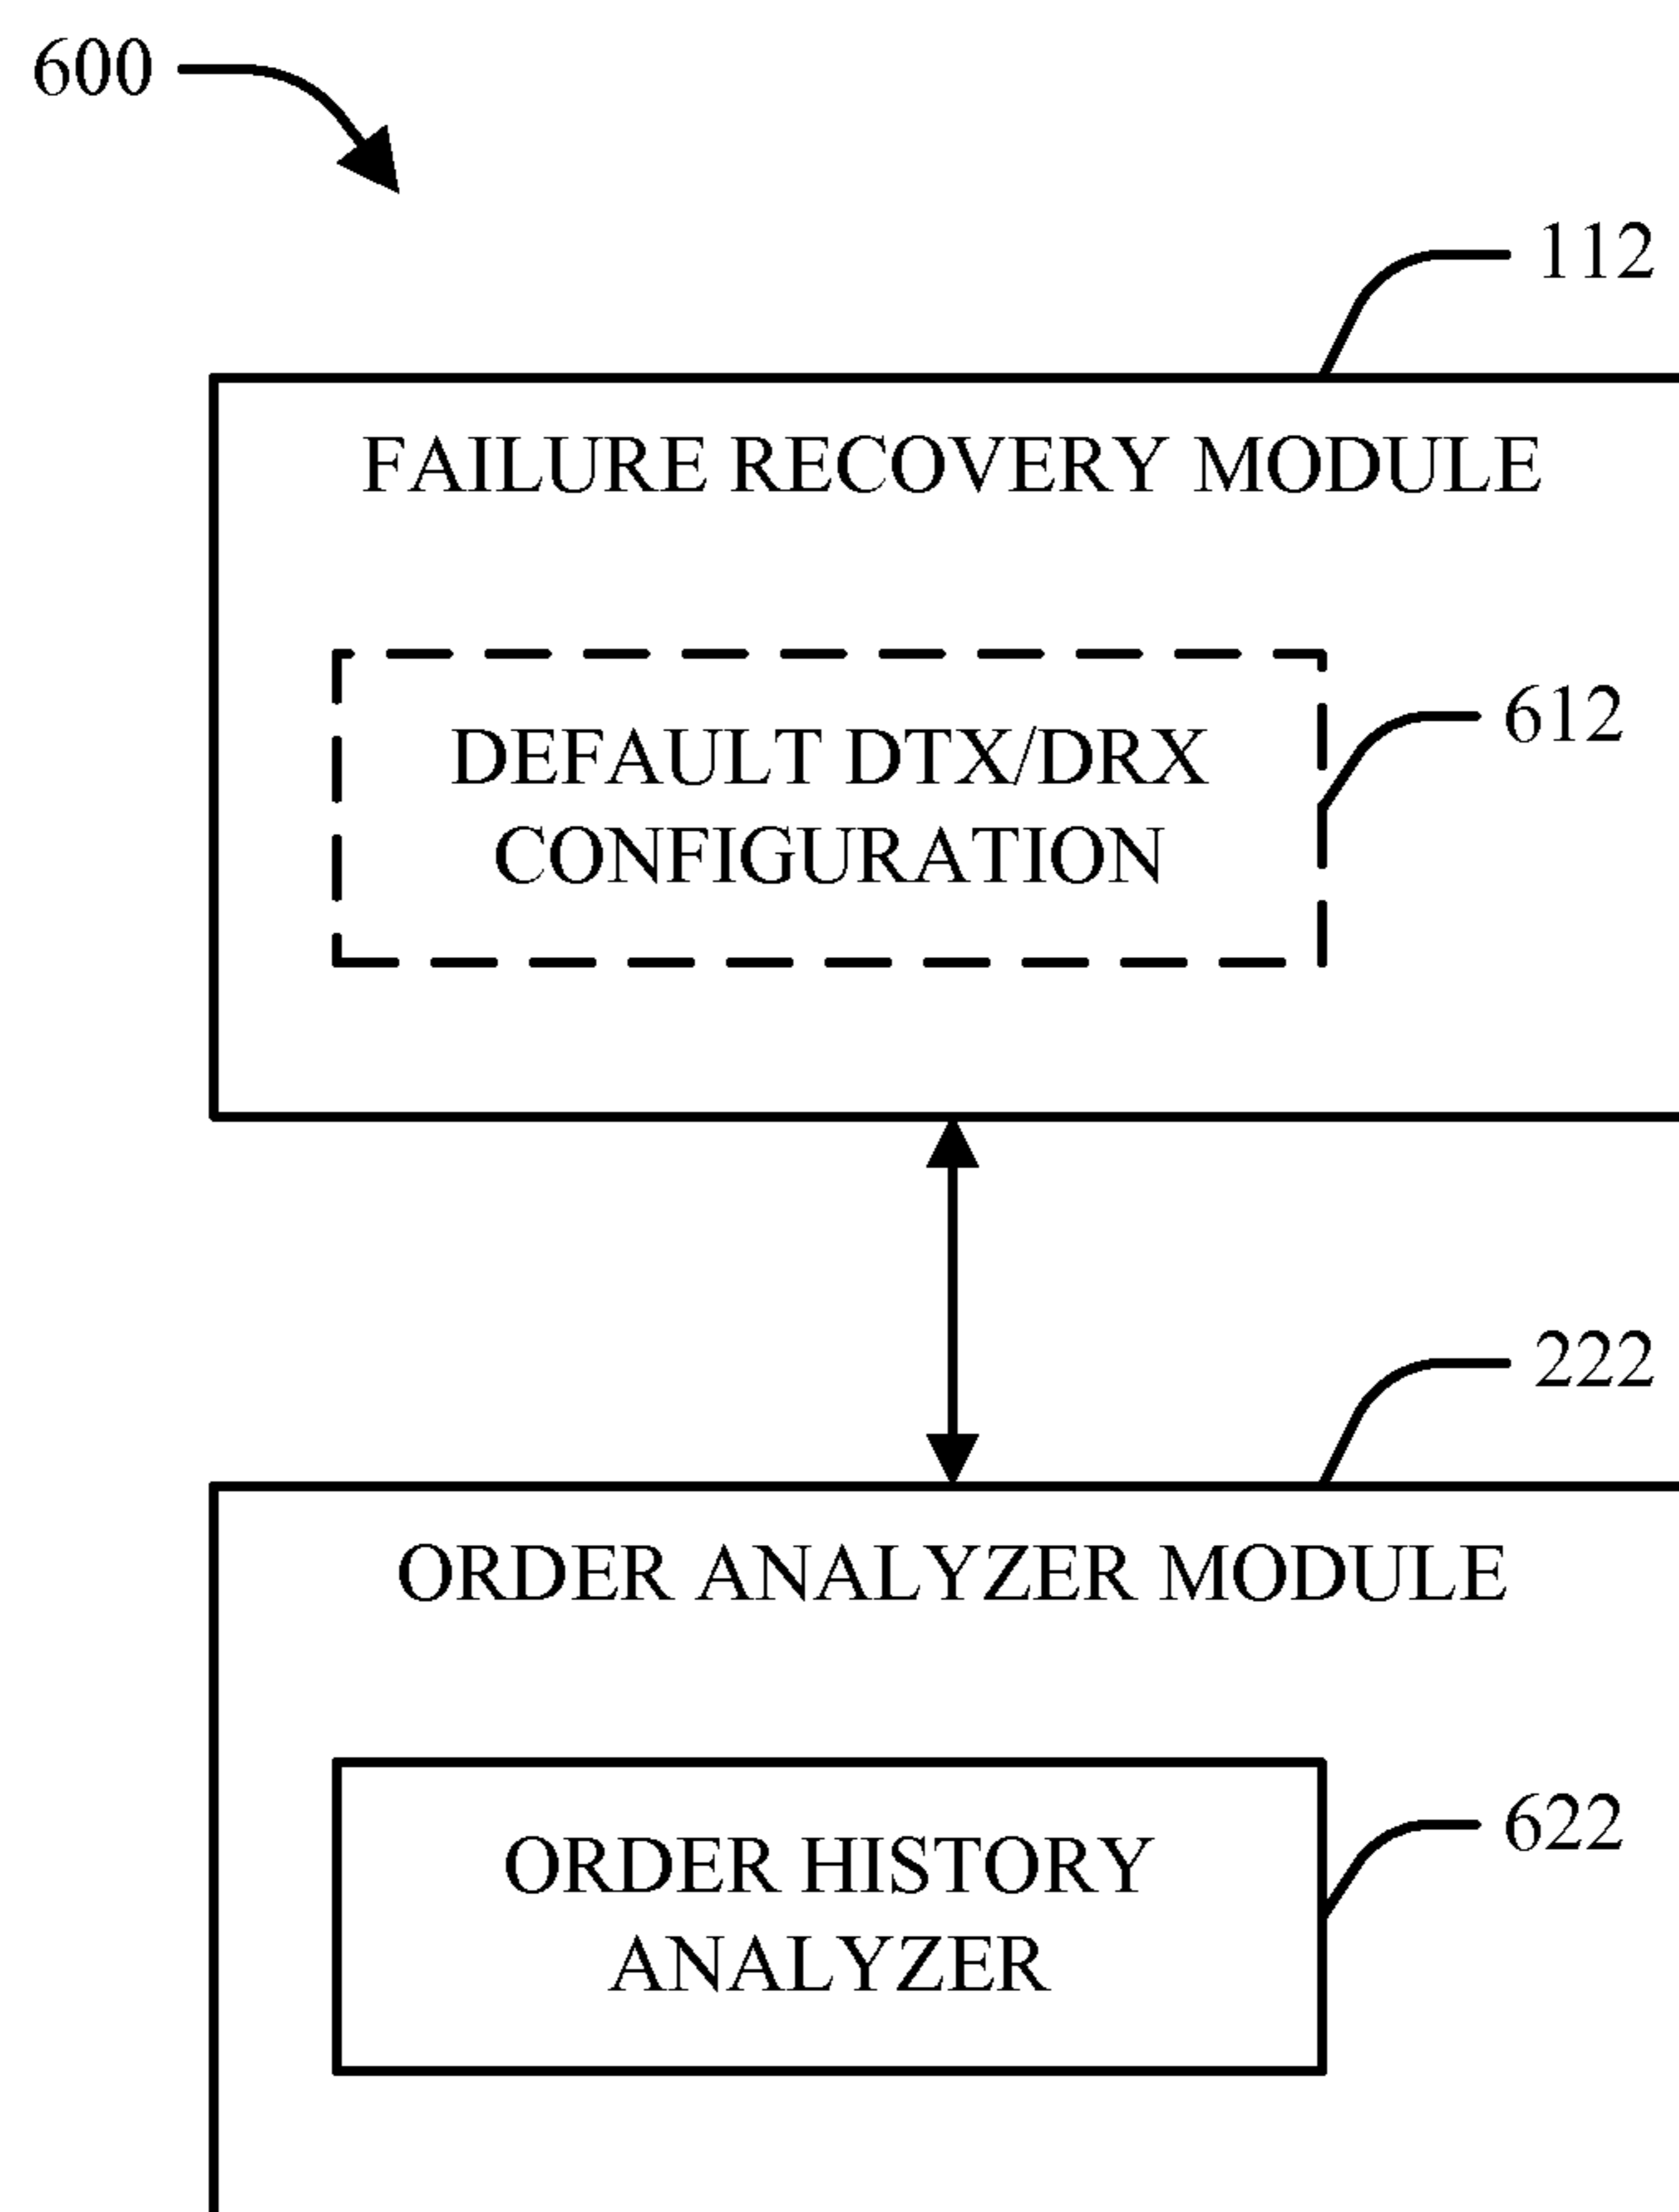 600
112
FAILURE RECOVERY MODULE
DEFAULT DTX/DRX
CONFIGURATION
612
222
ORDER ANALYZER MODULE
ORDER HISTORY
ANALYZER
622